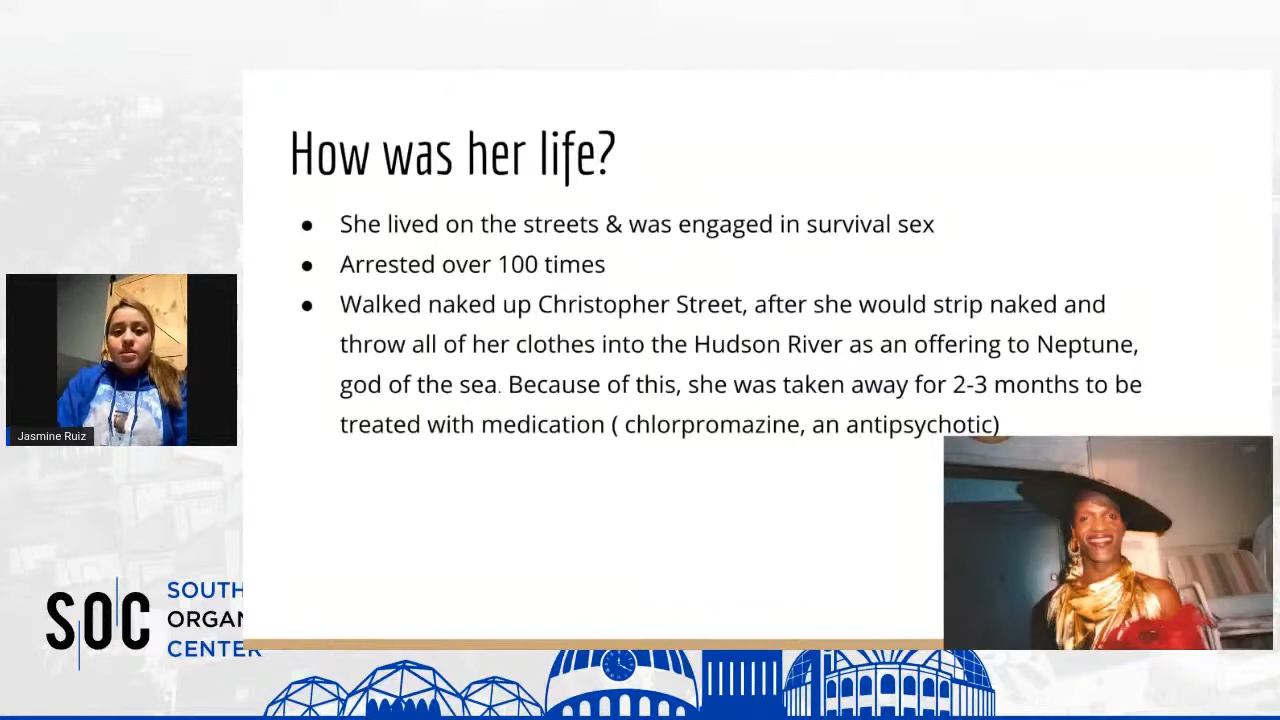 How was her life?
● She lived on the streets & was engaged in survival sex
● Arrested over 100 times
● Walked naked up Christopher Street, after she would strip naked and
throw all of her clothes into the Hudson River as an offering to Neptune,
god of the sea. Because of this, she was taken away for 2-3 months to be
treated with medication ( chlorpromazine, an antipsychotic)
Jasmine Ruiz
SOC
SOUTH
ORGAN
CENTER